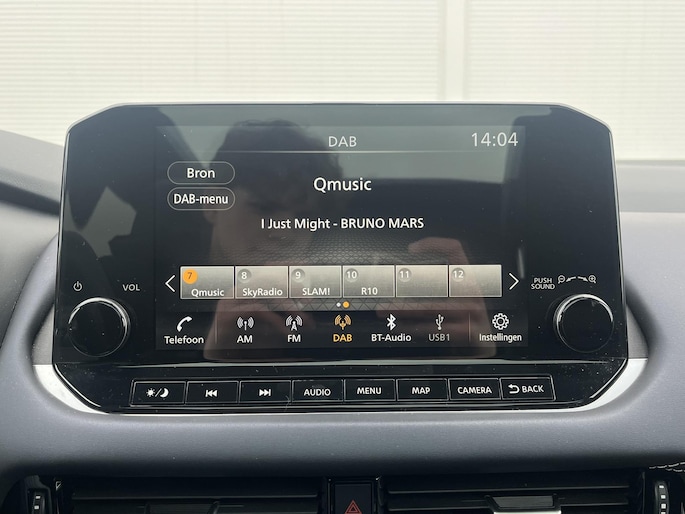 DAB
14:04
Bron
DAB-menu
Qmusic
I Just Might - BRUNO MARS
7 8 9 10 11 12
Qmusic SkyRadio SLAM! R10
VOL
PUSH
SOUND
Telefoon AM FM DAB BT-Audio USB1 Instellingen
AUDIO MENU MAP CAMERA BACK